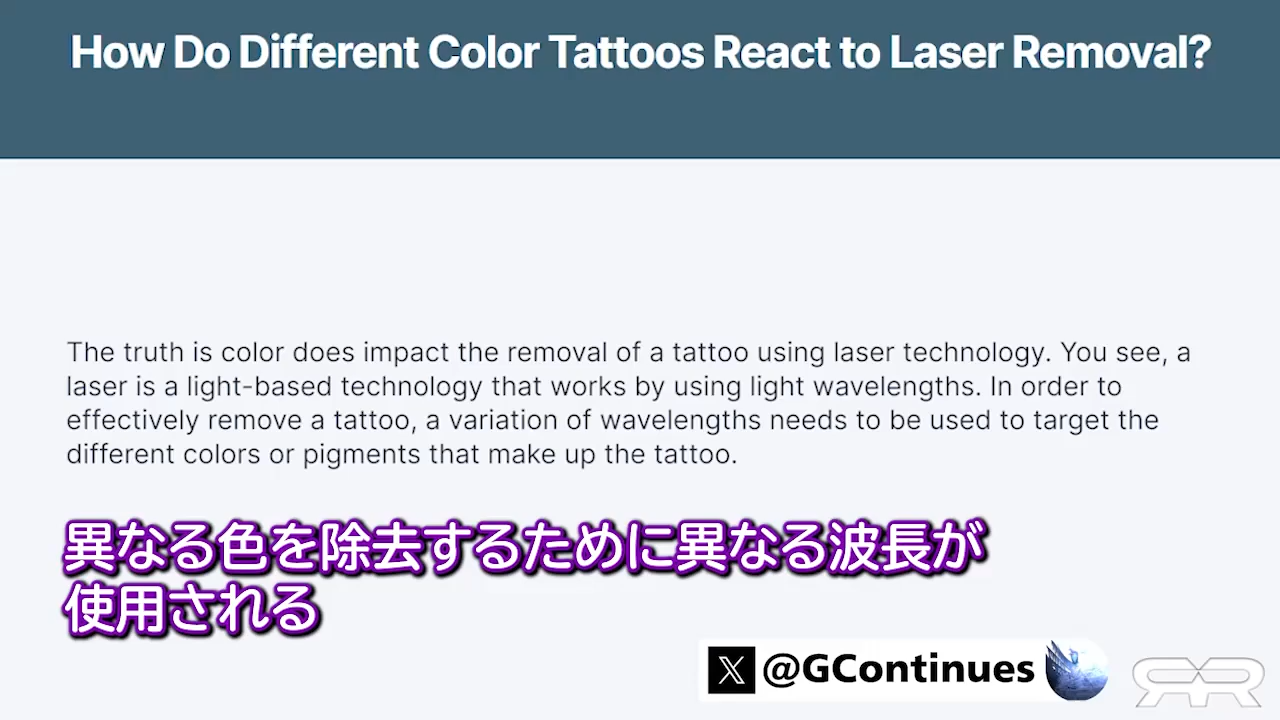 How Do Different Color Tattoos React to Laser Removal?
The truth is color does impact the removal of a tattoo using laser technology. You see, a
laser is a light-based technology that works by using light wavelengths. In order to
effectively remove a tattoo, a variation of wavelengths needs to be used to target the
different colors or pigments that make up the tattoo.
異なる色を除去するために異なる波長が
使用される
X @GContinues
RR